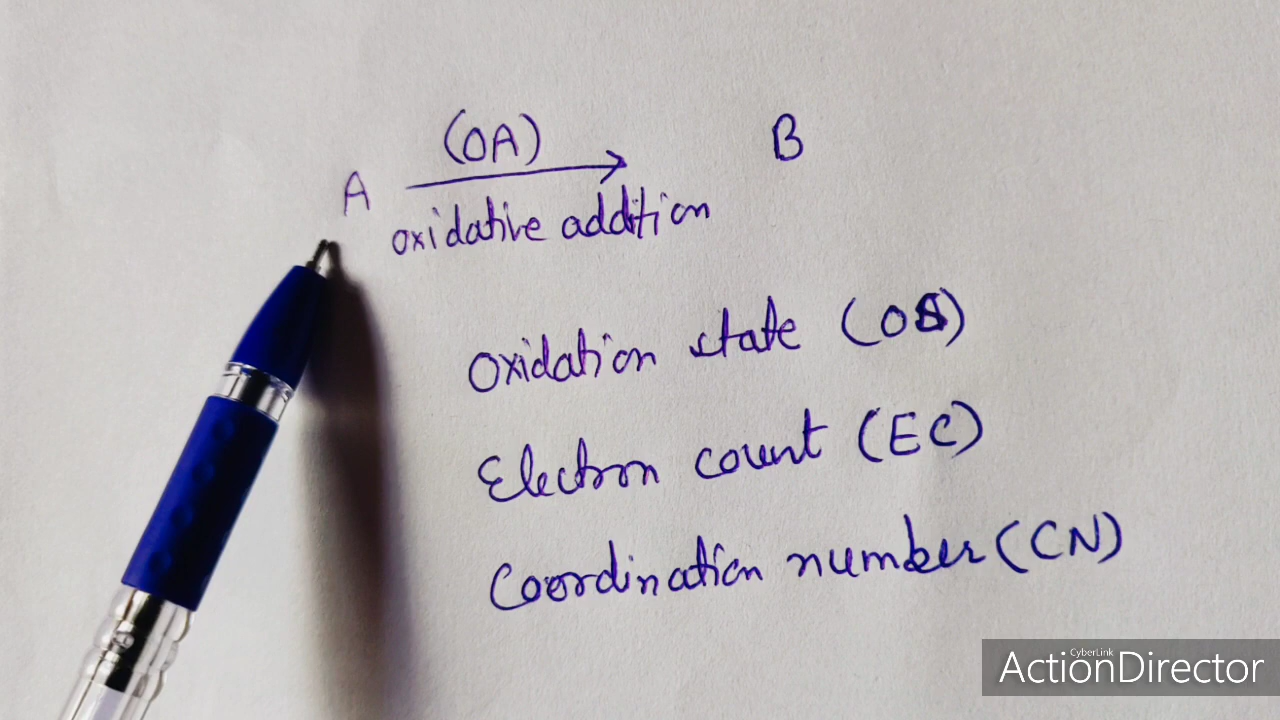 (OA)
A → B
oxidative addition
Oxidation state (OS)
Electron count (EC)
Coordination number (CN)
CyberLink
ActionDirector